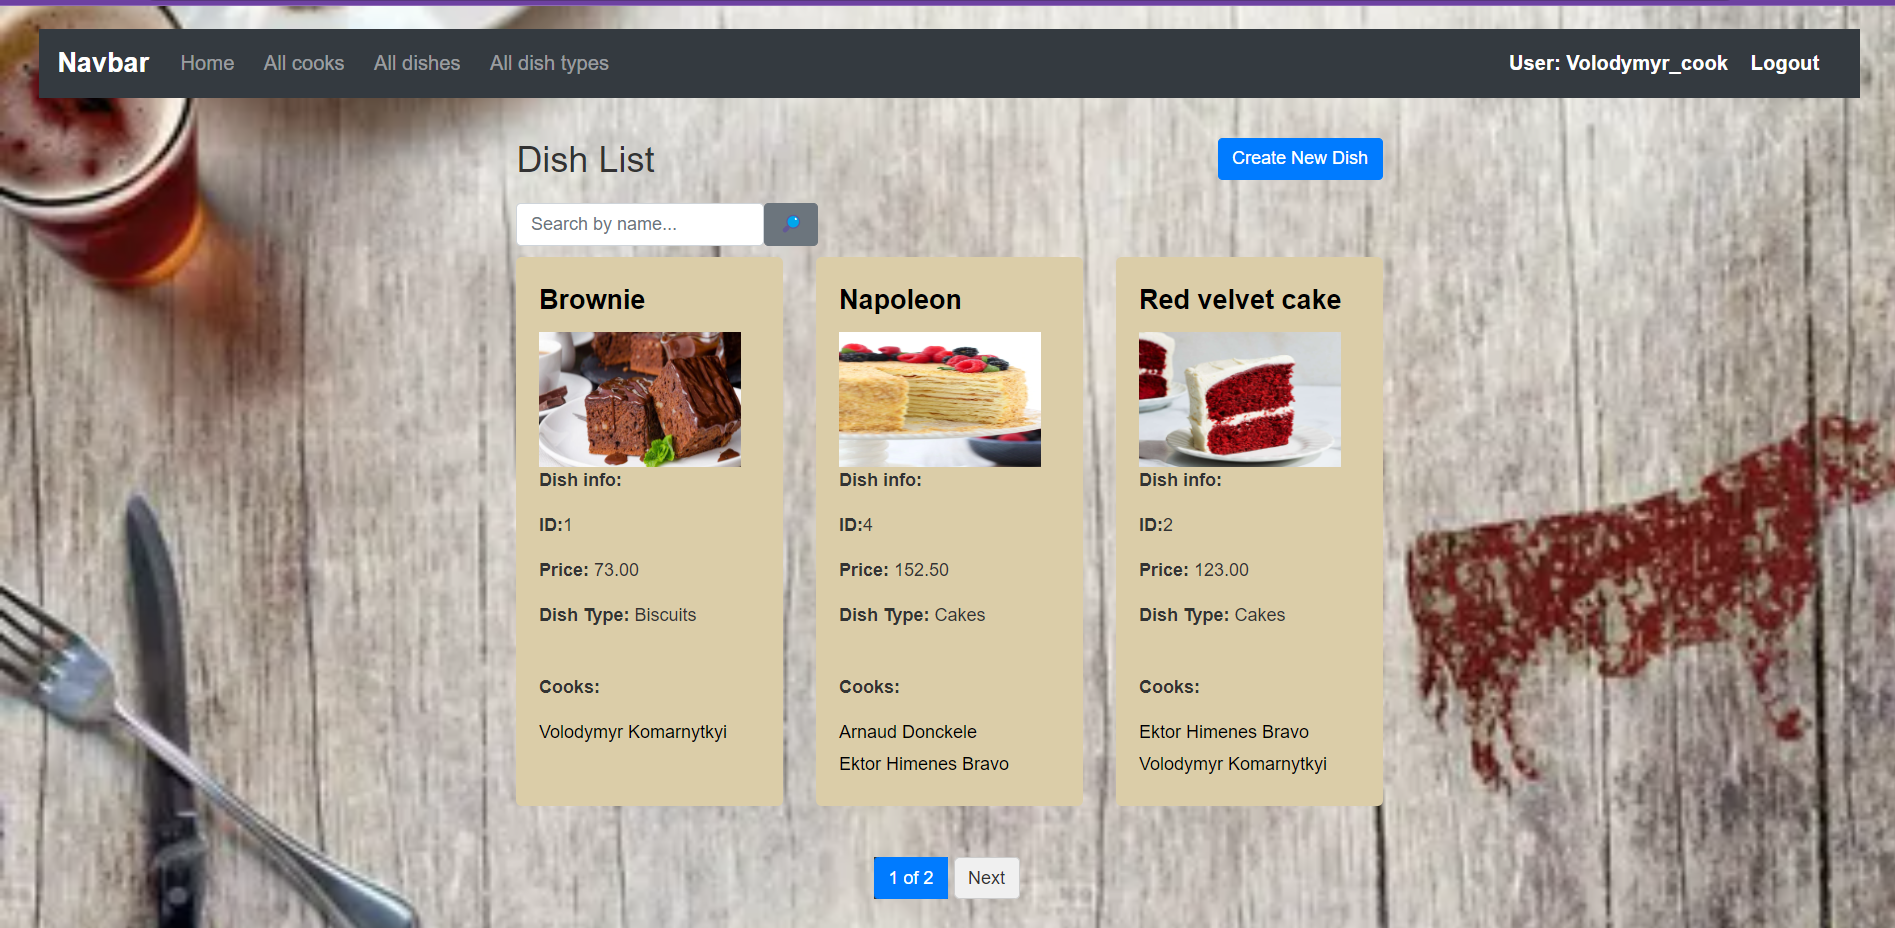 Navbar Home All cooks All dishes All dish types User: Volodymyr_cook Logout
Dish List
Create New Dish
Search by name...
Brownie
Dish info:
ID:1
Price: 73.00
Dish Type: Biscuits
Cooks:
Volodymyr Komarnytkyi
Napoleon
Dish info:
ID:4
Price: 152.50
Dish Type: Cakes
Cooks:
Arnaud Donckele
Ektor Himenes Bravo
Red velvet cake
Dish info:
ID:2
Price: 123.00
Dish Type: Cakes
Cooks:
Ektor Himenes Bravo
Volodymyr Komarnytkyi
1 of 2 Next